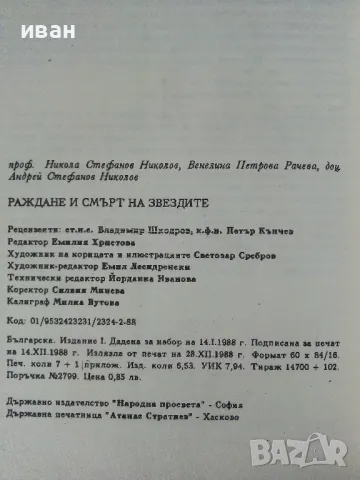 иван
проф. Никола Стефанов Николов, Венелина Петрова Рачева, доц.
Андрей Стефанов Николов
РАЖДАНЕ И СМЪРТ НА ЗВЕЗДИТЕ
Рецензенти: ст.н.с. Владимир Шкодров, к.ф.н. Петър Кънчев
Редактор Емилия Христова
Художник на корицата и илюстрациите Светозар Сребров
Художник-редактор Емил Лесидренски
Технически редактор Йорданка Иванова
Коректор Силвия Минева
Калиграф Милка Вутова
Код: 01/9532423231/2324-2-88
Българска. Издание I. Дадена за набор на 14.I.1988 г. Подписана за печат
на 14.XII.1988 г. Излязла от печат на 28.XII.1988 г. Формат 60 x 84/16.
Печ. коли 7 + 1 прилож. Изд. коли 6,53. УИК 7,94. Тираж 14700 + 102.
Поръчка №2799. Цена 0,85 лв.
Държавно издателство "Народна просвета" - София
Държавна печатница "Атанас Стратиев" - Хасково
bazar